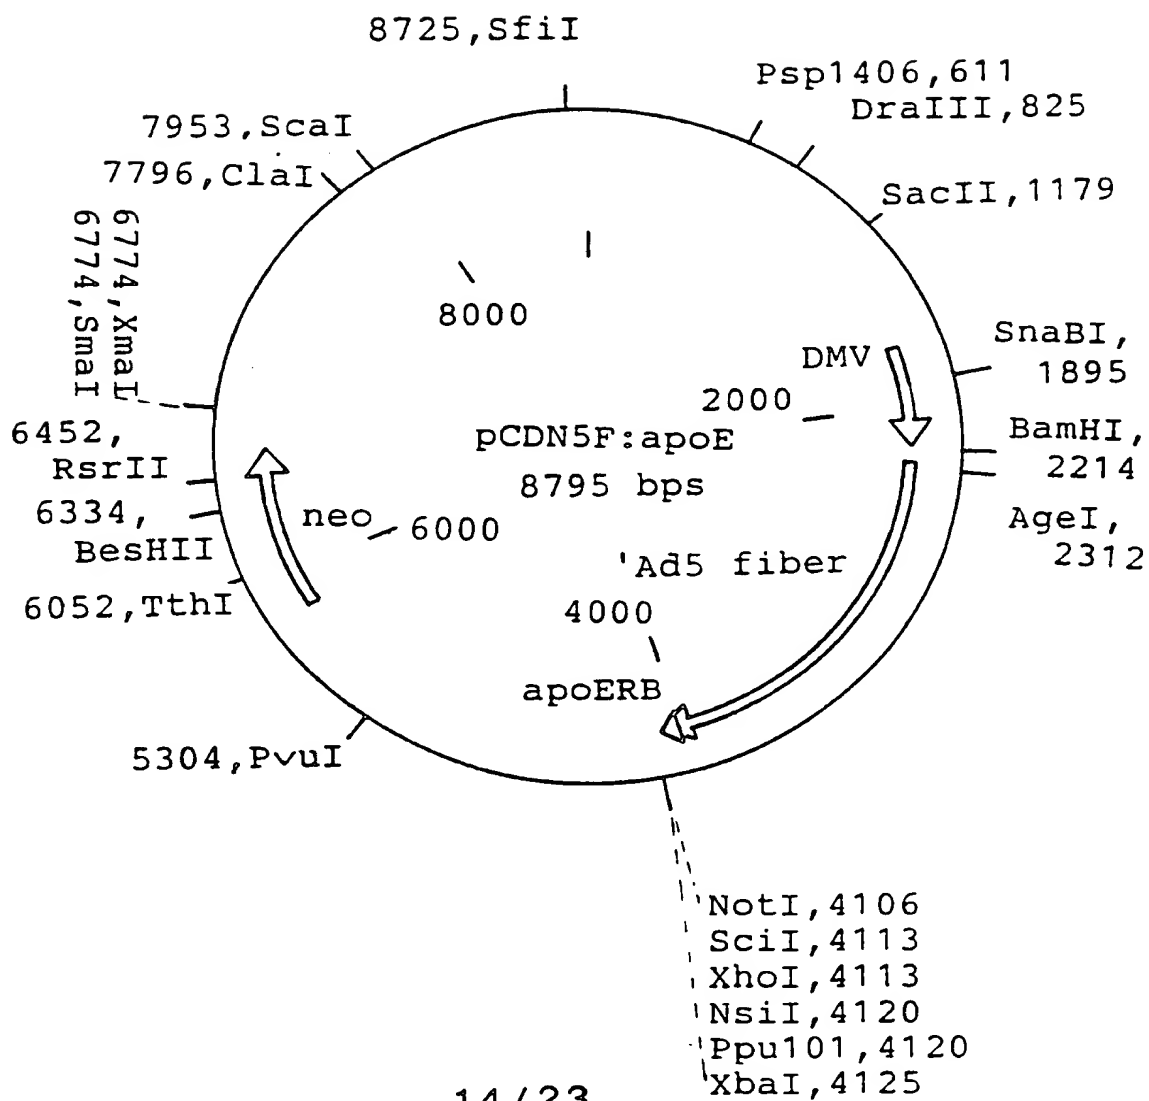 8725,SfiI
Psp1406,611
DraIII,825
7953,ScaI
7796,ClaI
SacII,1179
6774,XmaI
6774,SmaI
8000
SnaBI,
1895
DMV
2000
pCDN5F:apoE
8795 bps
BamHI,
2214
6452,
RsrII
AgeI,
2312
6334,
BesHII
neo
6000
'Ad5 fiber
6052,TthI
4000
apoERB
5304,PvuI
NotI,4106
SciI,4113
XhoI,4113
NsiI,4120
Ppu101,4120
XbaI,4125
14/23